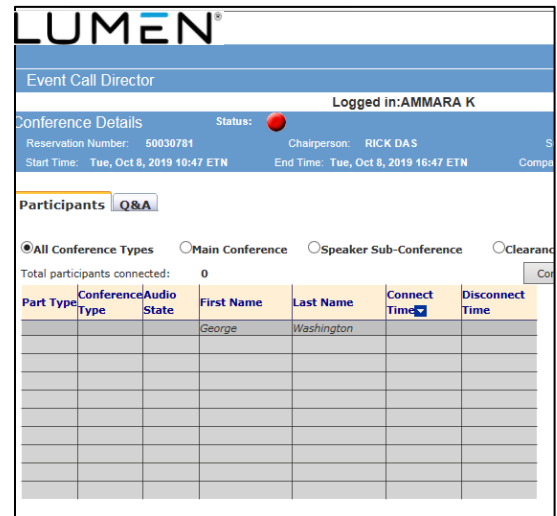 LUMEN®
Event Call Director
Logged in:AMMARA K
Conference Details Status:
Reservation Number: 50030781 Chairperson: RICK DAS S
Start Time: Tue, Oct 8, 2019 10:47 ETN End Time: Tue, Oct 8, 2019 16:47 ETN Compa
Participants Q&A
All Conference Types Main Conference Speaker Sub-Conference Clearanc
Total participants connected: 0 Cor
Part Type Conference Type Audio State First Name Last Name Connect Time Disconnect Time
George Washington